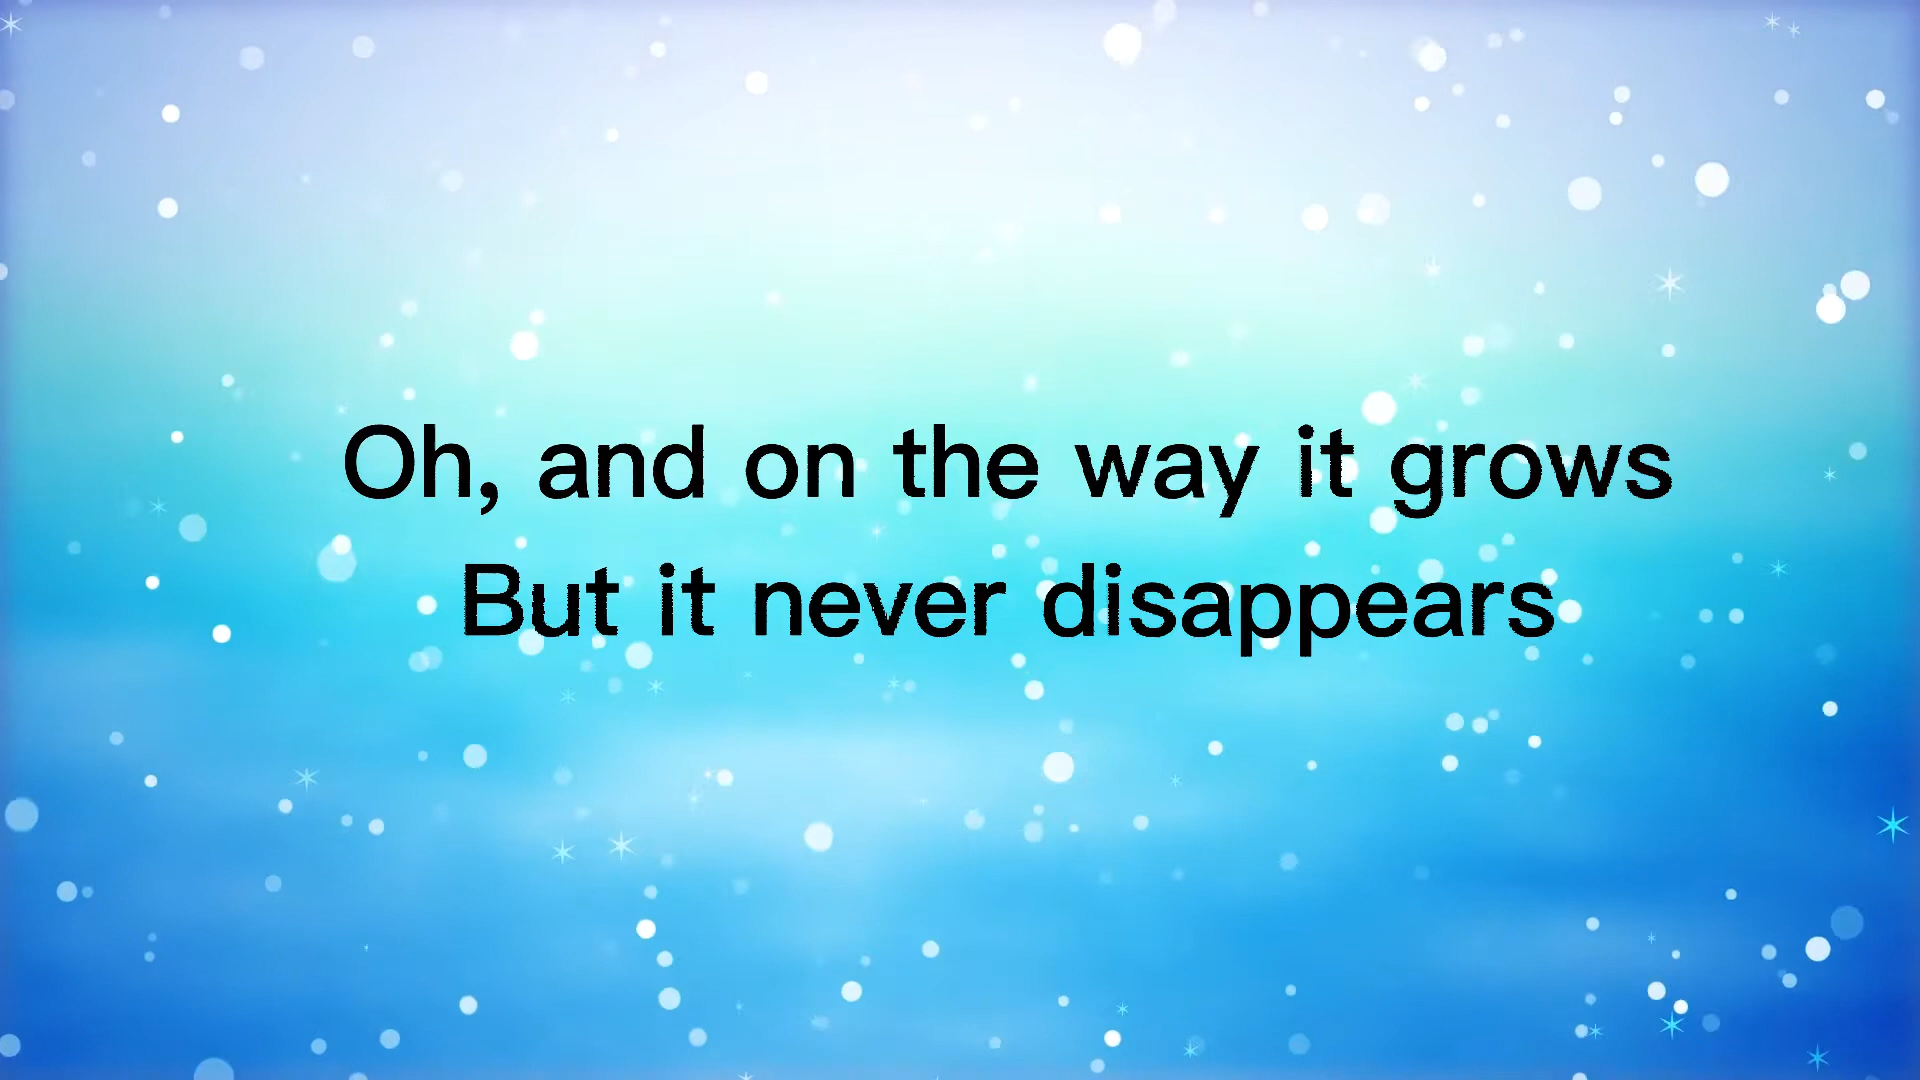 Oh, and on the way it grows
But it never disappears